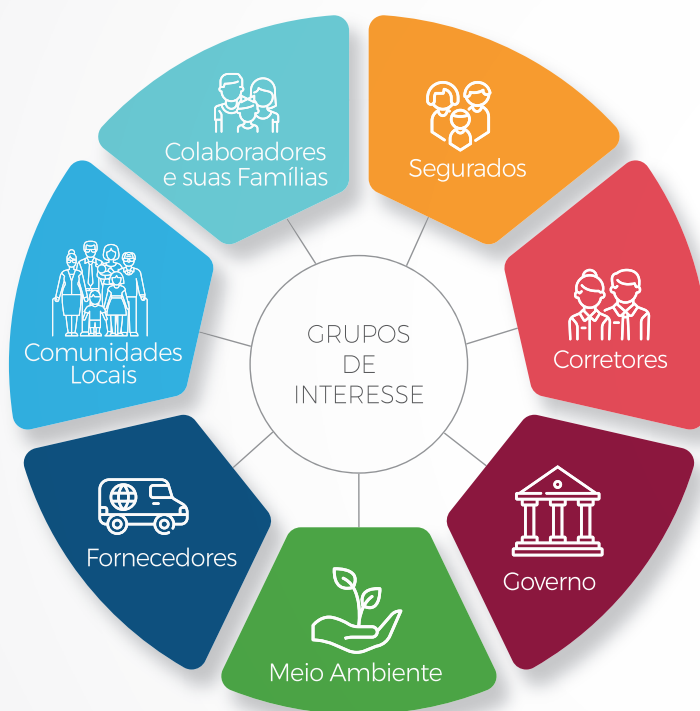 Colaboradores
e suas Famílias
Segurados
Corretores
Governo
Meio Ambiente
Fornecedores
Comunidades
Locais
GRUPOS
DE
INTERESSE